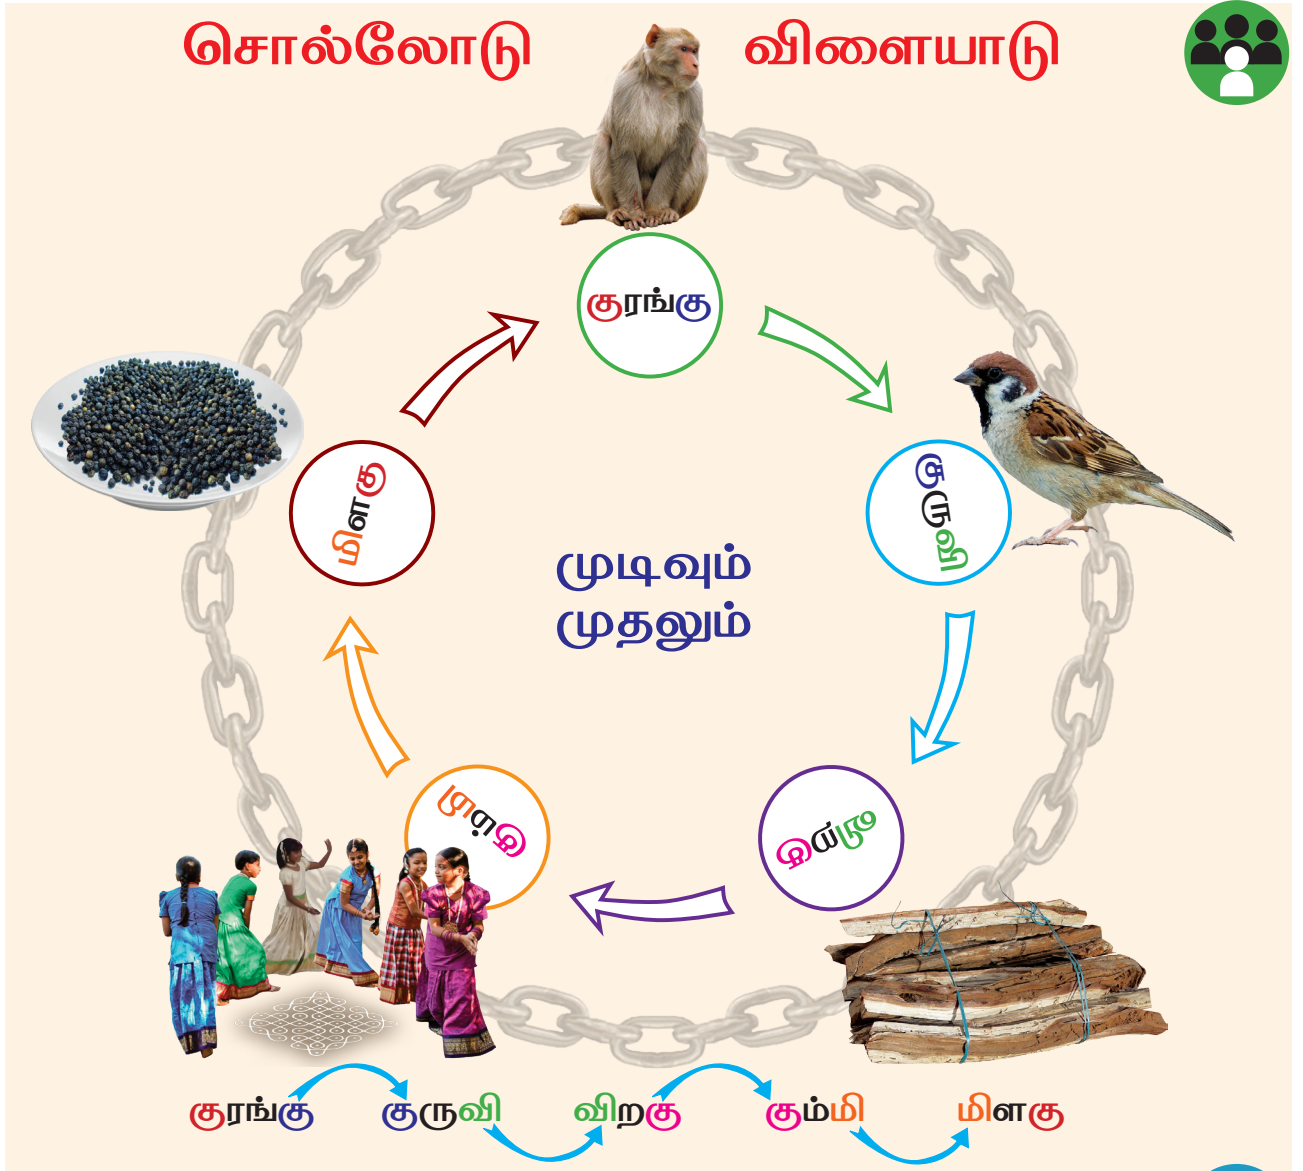 சொல்லோடு விளையாடு
குரங்கு
குருவி
விறகு
கும்மி
மிளகு
முடிவும்
முதலும்
குரங்கு குருவி விறகு கும்மி மிளகு